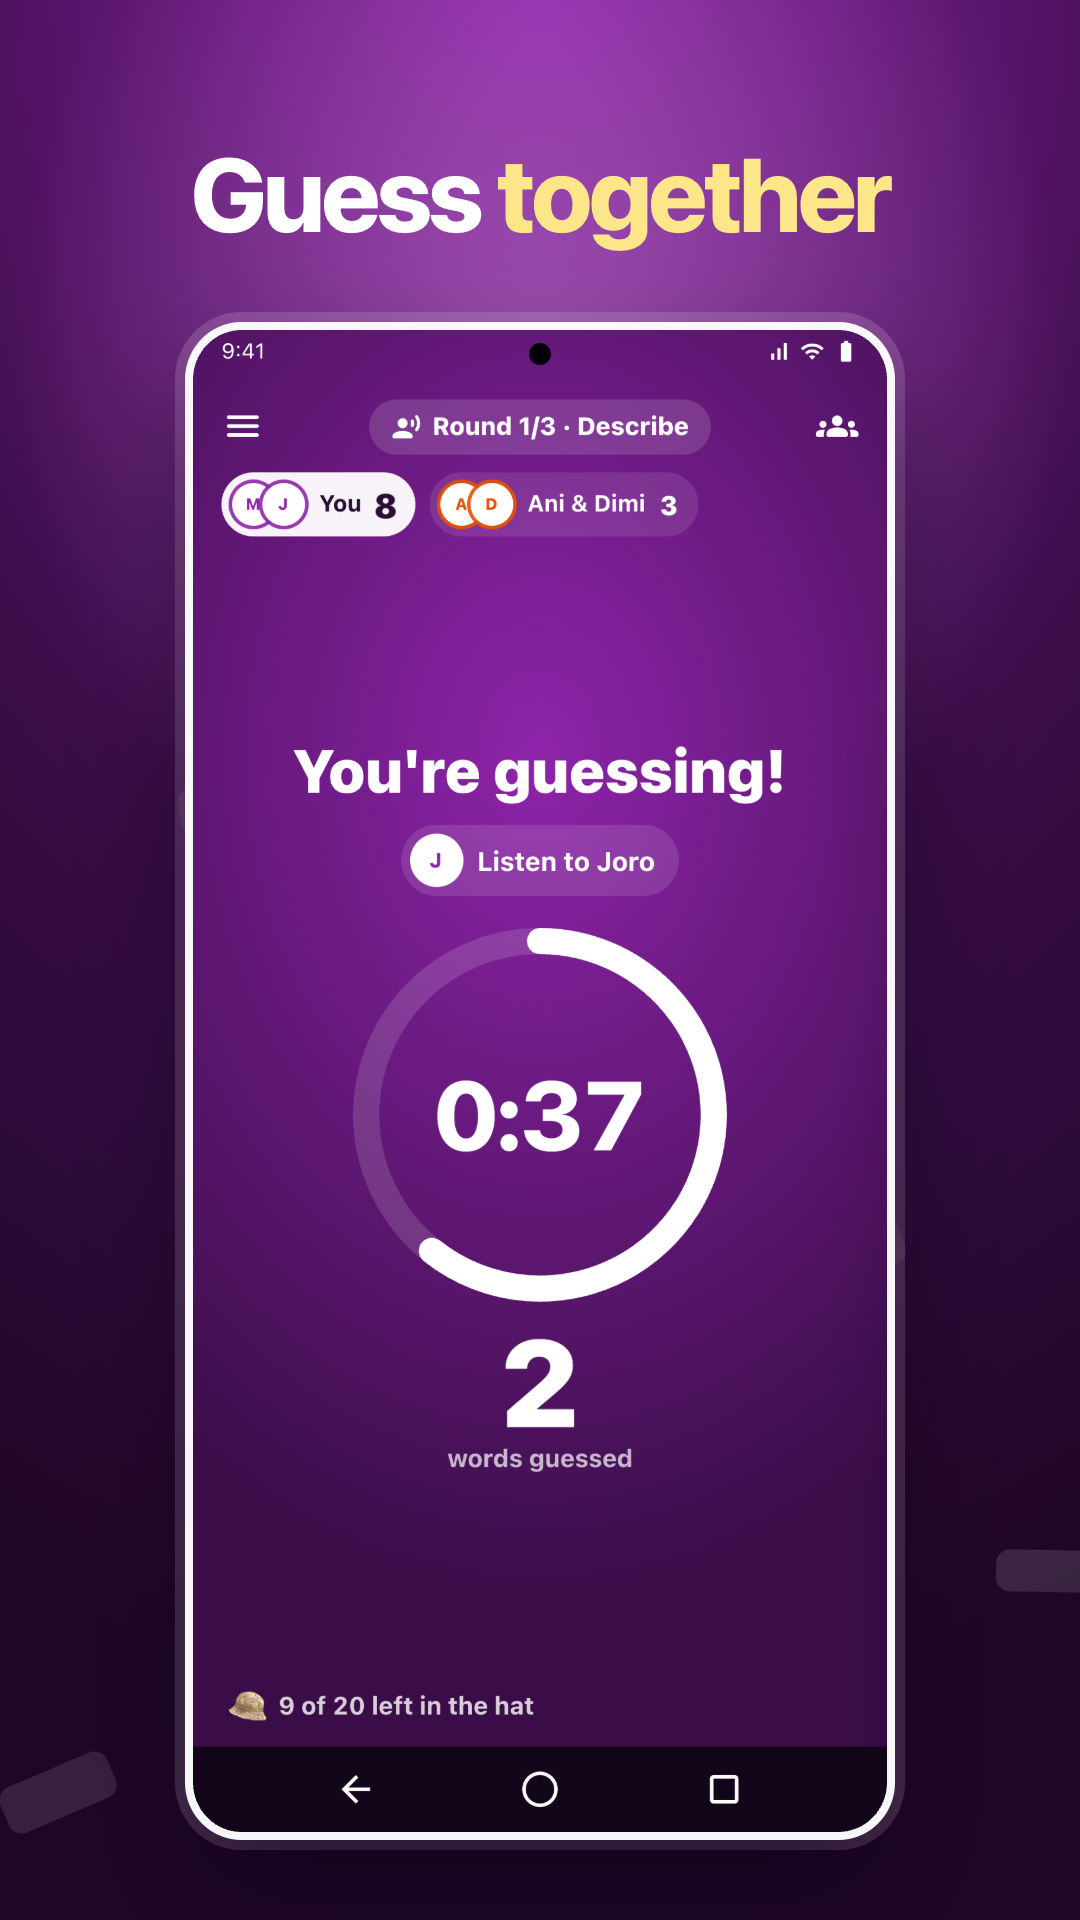 Guess together
9:41
Round 1/3 · Describe
M J You 8
A D Ani & Dimi 3
You're guessing!
J Listen to Joro
0:37
2
words guessed
9 of 20 left in the hat